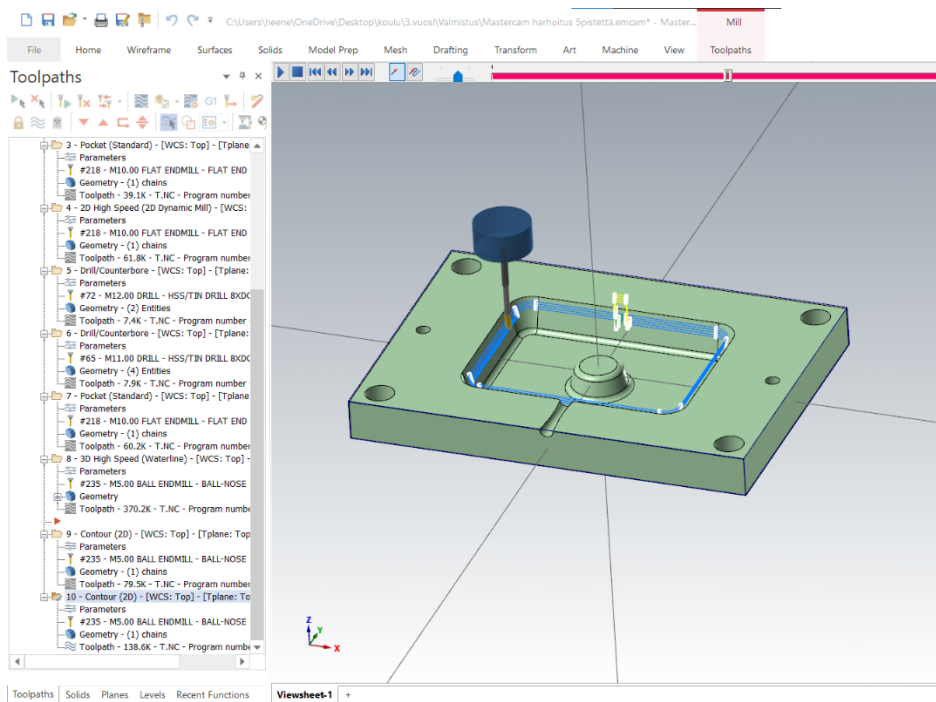 C:\Users\heene\OneDrive\Desktop\koulu\3.vuosi\Valmistus\Mastercam harhoitus 5pistettä.emcam* - Master...
Mill
File Home Wireframe Surfaces Solids Model Prep Mesh Drafting Transform Art Machine View Toolpaths
Toolpaths
G1
3 - Pocket (Standard) - [WCS: Top] - [Tplane
Parameters
#218 - M10.00 FLAT ENDMILL - FLAT END
Geometry - (1) chains
Toolpath - 39.1K - T.NC - Program number
4 - 2D High Speed (2D Dynamic Mill) - [WCS:
Parameters
#218 - M10.00 FLAT ENDMILL - FLAT END
Geometry - (1) chains
Toolpath - 61.8K - T.NC - Program number
5 - Drill/Counterbore - [WCS: Top] - [Tplane:
Parameters
#72 - M12.00 DRILL - HSS/TIN DRILL 8XDC
Geometry - (2) Entities
Toolpath - 7.4K - T.NC - Program number
6 - Drill/Counterbore - [WCS: Top] - [Tplane:
Parameters
#65 - M11.00 DRILL - HSS/TIN DRILL 8XDC
Geometry - (4) Entities
Toolpath - 7.9K - T.NC - Program number
7 - Pocket (Standard) - [WCS: Top] - [Tplane
Parameters
#218 - M10.00 FLAT ENDMILL - FLAT END
Geometry - (1) chains
Toolpath - 60.2K - T.NC - Program number
8 - 3D High Speed (Waterline) - [WCS: Top] -
Parameters
#235 - M5.00 BALL ENDMILL - BALL-NOSE
Geometry
Toolpath - 370.2K - T.NC - Program number
9 - Contour (2D) - [WCS: Top] - [Tplane: Top
Parameters
#235 - M5.00 BALL ENDMILL - BALL-NOSE
Geometry - (1) chains
Toolpath - 79.5K - T.NC - Program number
10 - Contour (2D) - [WCS: Top] - [Tplane: To
Parameters
#235 - M5.00 BALL ENDMILL - BALL-NOSE
Geometry - (1) chains
Toolpath - 138.6K - T.NC - Program numbe
Z
Y
X
Toolpaths Solids Planes Levels Recent Functions
Viewsheet-1 +